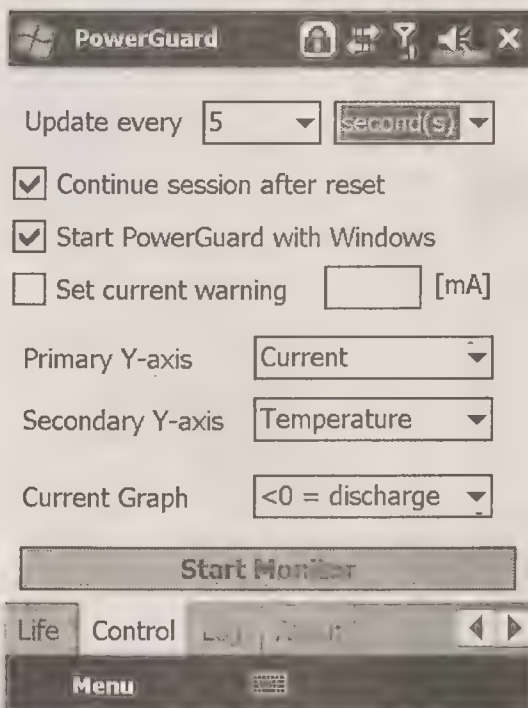 PowerGuard
Update every 5 second(s)
Continue session after reset
Start PowerGuard with Windows
Set current warning [mA]
Primary Y-axis Current
Secondary Y-axis Temperature
Current Graph <0 = discharge
Start Monitor
Life Control
Menu